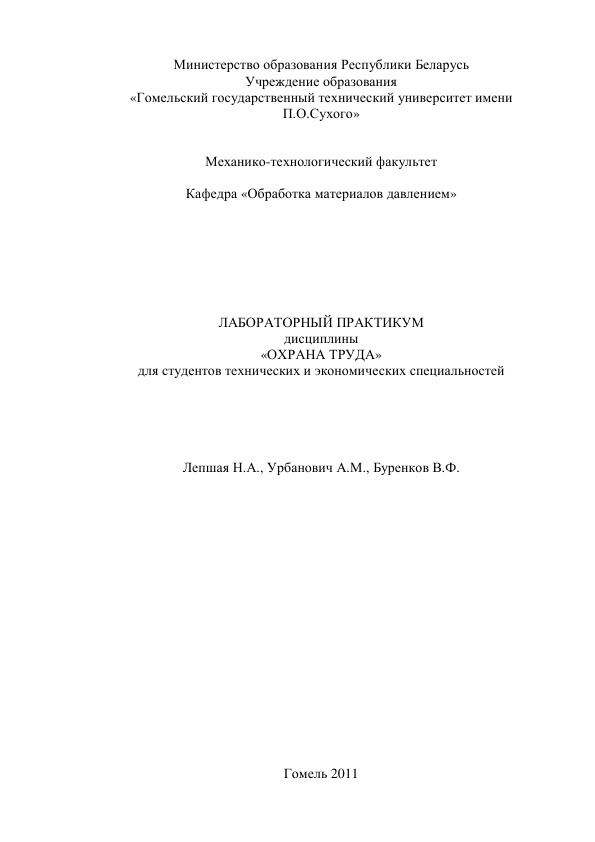 Министерство образования Республики Беларусь
Учреждение образования
«Гомельский государственный технический университет имени
П.О.Сухого»
Механико-технологический факультет
Кафедра «Обработка материалов давлением»
ЛАБОРАТОРНЫЙ ПРАКТИКУМ
дисциплины
«ОХРАНА ТРУДА»
для студентов технических и экономических специальностей
Лепшая Н.А., Урбанович А.М., Буренков В.Ф.
Гомель 2011